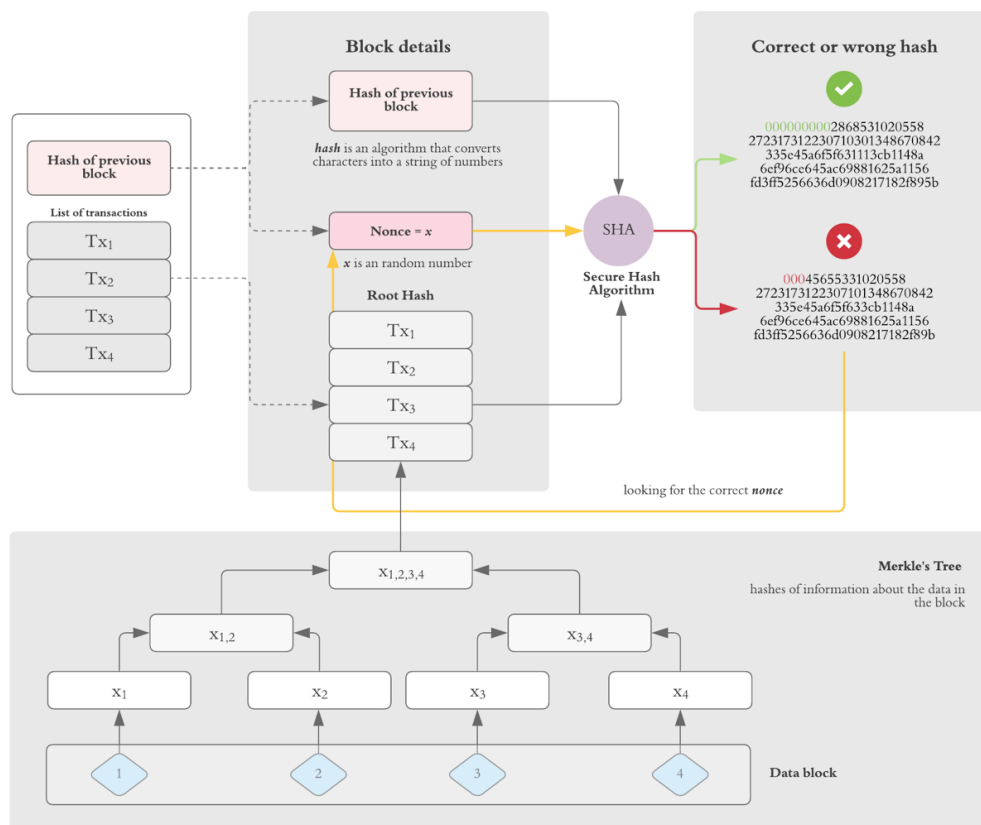 Block details
Correct or wrong hash
Hash of previous
block
List of transactions
Tx1
Tx2
Tx3
Tx4
Hash of previous
block
hash is an algorithm that converts
characters into a string of numbers
Nonce = x
x is an random number
Root Hash
Tx1
Tx2
Tx3
Tx4
SHA
Secure Hash
Algorithm
0000000002868531020558
272317312230710301348670842
335e45a6f5f631113cb1148a
6ef96ce645ac69881625a1156
fd3ff5256636d0908217182f895b
00045655331020558
2723173122307101348670842
335e45a6f5f633cb1148a
6ef96ce645ac69881625a1156
fd3ff5256636d0908217182f89b
looking for the correct nonce
Merkle's Tree
hashes of information about the data in
the block
x1,2,3,4
x1,2
x3,4
x1
x2
x3
x4
1
2
3
4
Data block